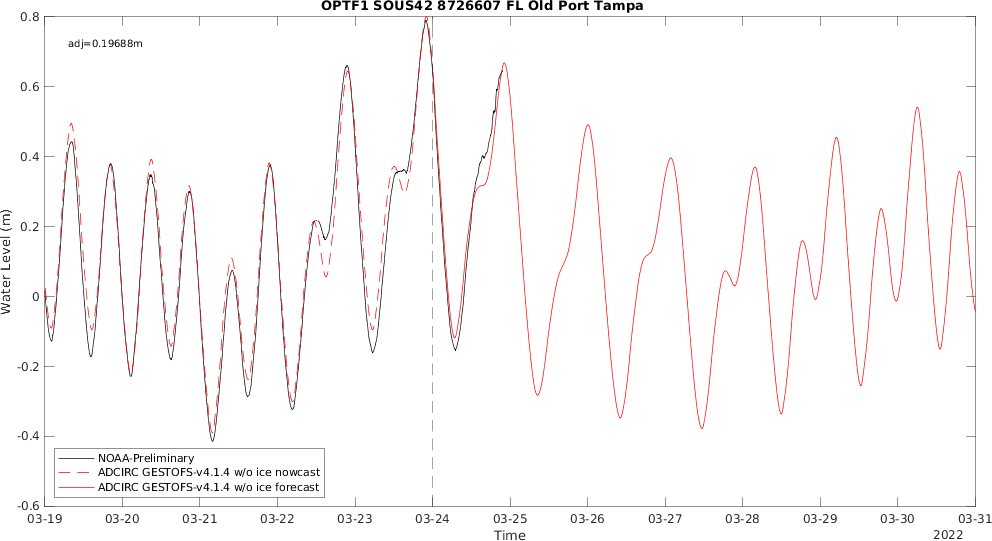 OPTF1 SOUS42 8726607 FL Old Port Tampa
adj=0.19688m
Water Level (m)
0.8
0.6
0.4
0.2
0
-0.2
-0.4
-0.6
NOAA-Preliminary
ADCIRC GESTOFS-v4.1.4 w/o ice nowcast
ADCIRC GESTOFS-v4.1.4 w/o ice forecast
03-19 03-20 03-21 03-22 03-23 03-24 03-25 03-26 03-27 03-28 03-29 03-30 03-31
Time
2022